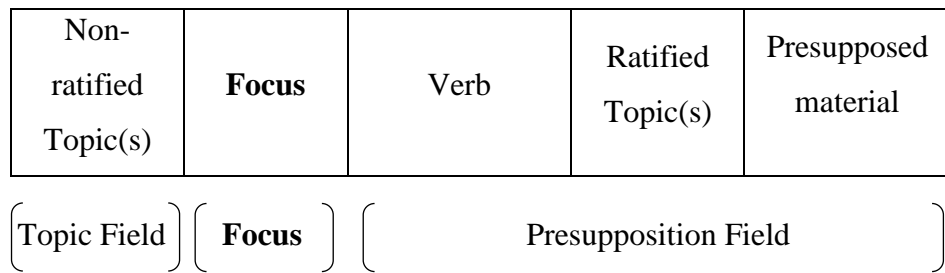 Non-
ratified
Topic(s)
Focus
Verb
Ratified
Topic(s)
Presupposed
material
Topic Field
Focus
Presupposition Field